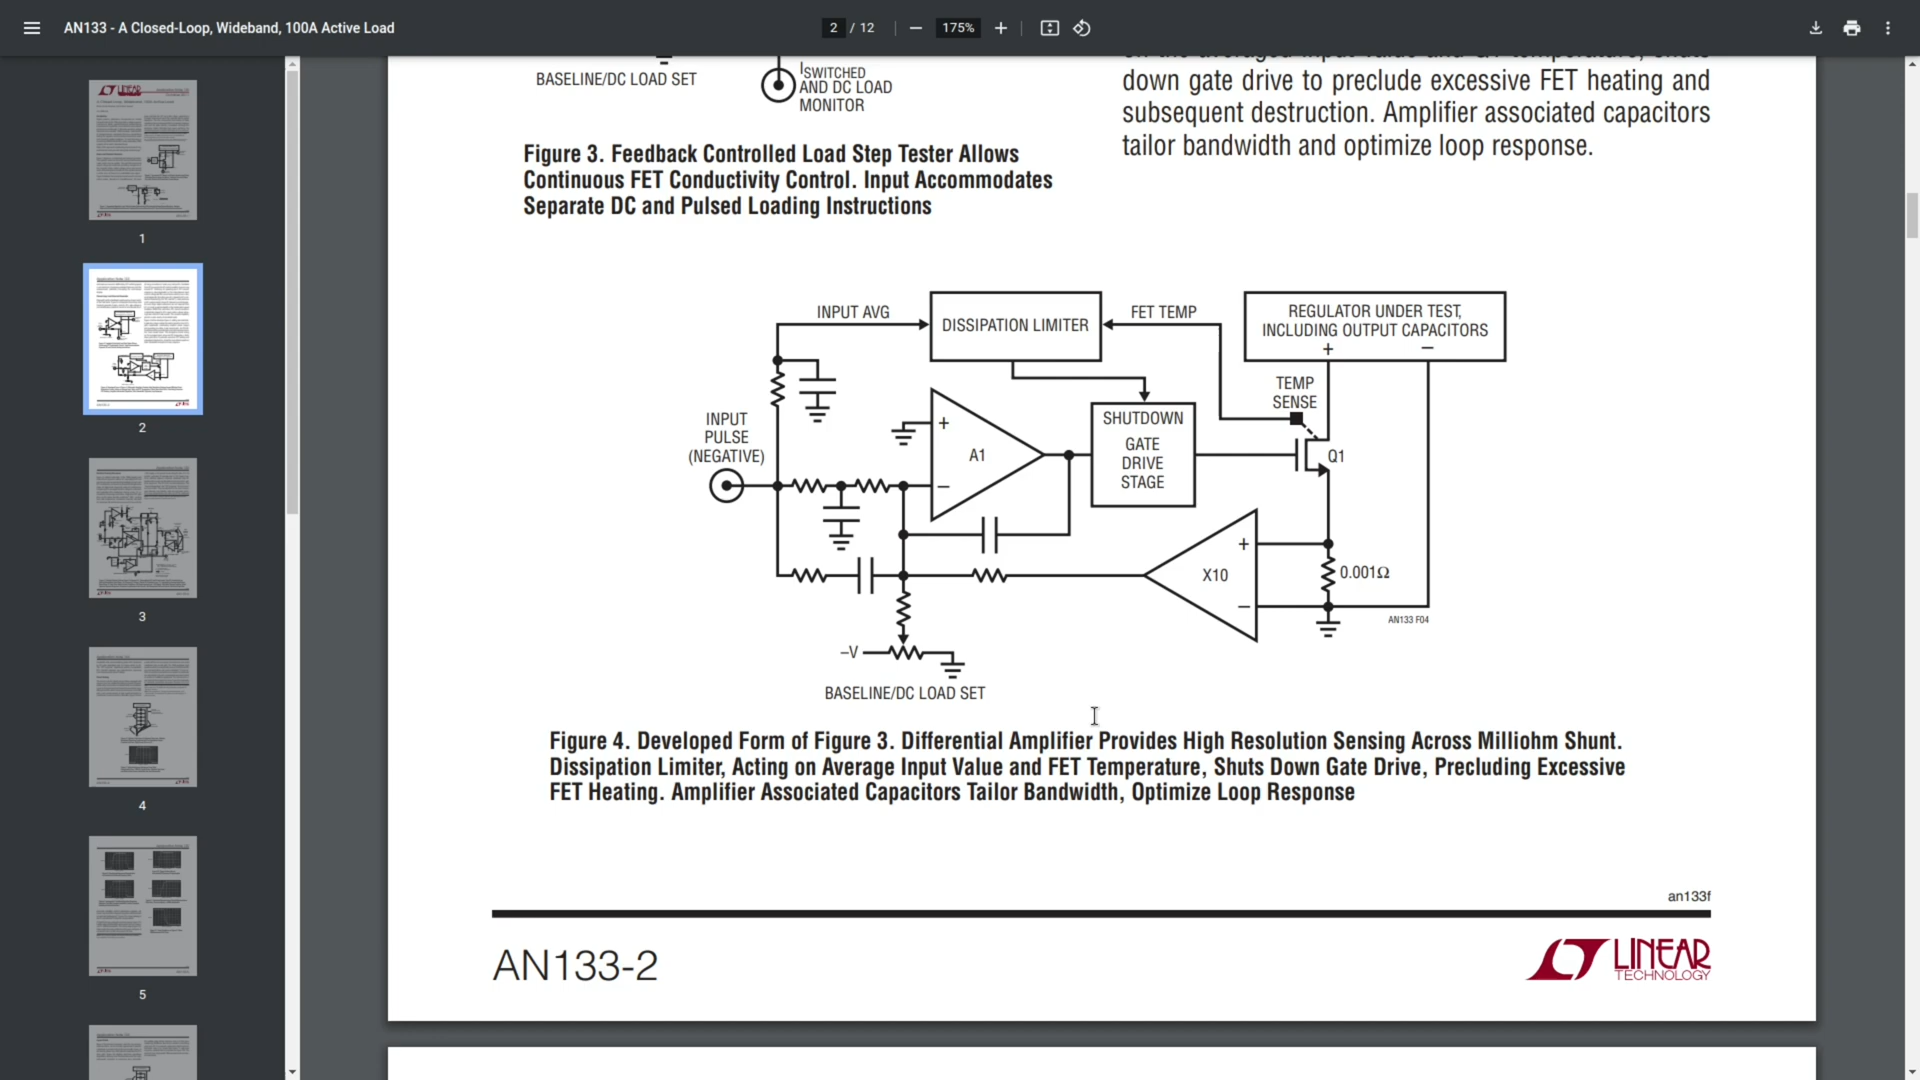 AN133 - A Closed-Loop, Wideband, 100A Active Load
2 / 12
175%
1
2
3
4
5
BASELINE/DC LOAD SET
ISWITCHED
AND DC LOAD
MONITOR
Figure 3. Feedback Controlled Load Step Tester Allows
Continuous FET Conductivity Control. Input Accommodates
Separate DC and Pulsed Loading Instructions
down gate drive to preclude excessive FET heating and
subsequent destruction. Amplifier associated capacitors
tailor bandwidth and optimize loop response.
INPUT AVG
DISSIPATION LIMITER
FET TEMP
REGULATOR UNDER TEST,
INCLUDING OUTPUT CAPACITORS
+ −
TEMP
SENSE
INPUT
PULSE
(NEGATIVE)
+
A1
−
SHUTDOWN
GATE
DRIVE
STAGE
Q1
+
X10
−
0.001Ω
AN133 F04
−V
BASELINE/DC LOAD SET
Figure 4. Developed Form of Figure 3. Differential Amplifier Provides High Resolution Sensing Across Milliohm Shunt.
Dissipation Limiter, Acting on Average Input Value and FET Temperature, Shuts Down Gate Drive, Precluding Excessive
FET Heating. Amplifier Associated Capacitors Tailor Bandwidth, Optimize Loop Response
an133f
AN133-2
LINEAR
TECHNOLOGY